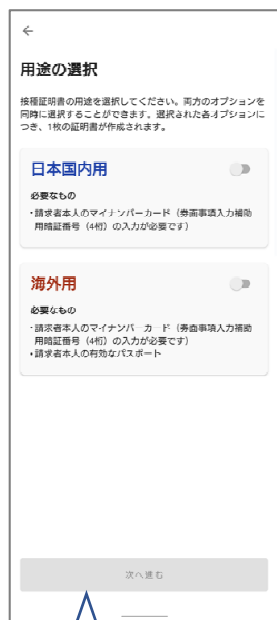 用途の選択
接種証明書の用途を選択してください。両方のオプションを
同時に選択することができます。選択された各オプションに
つき、1枚の証明書が作成されます。
日本国内用
必要なもの
・請求者本人のマイナンバーカード（券面事項入力補助
用暗証番号（4桁）の入力が必要です）
海外用
必要なもの
・請求者本人のマイナンバーカード（券面事項入力補助
用暗証番号（4桁）の入力が必要です）
・請求者本人の有効なパスポート
次へ進む